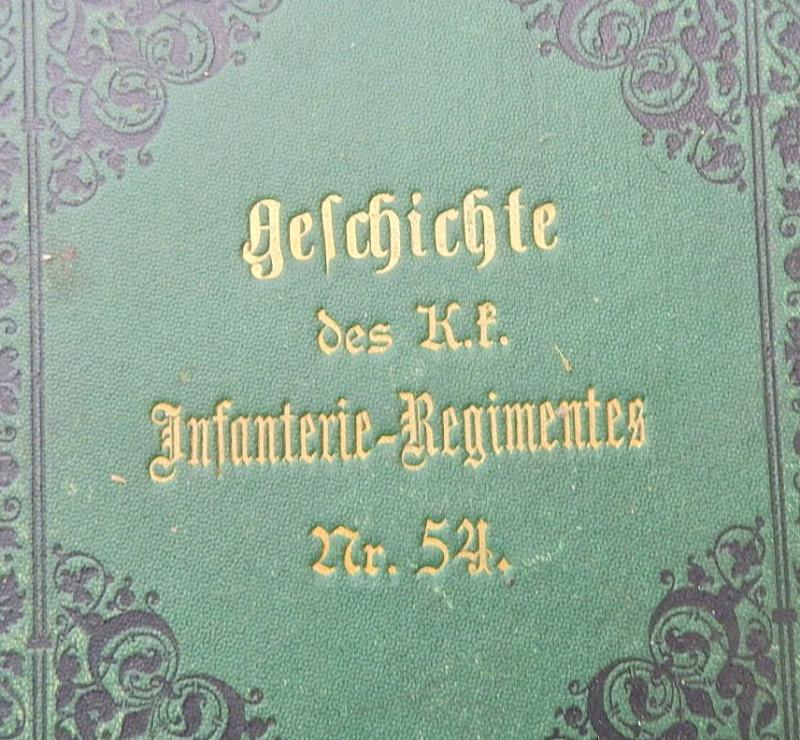 Geschichte
des K.k.
Infanterie-Regimentes
Nr. 54.